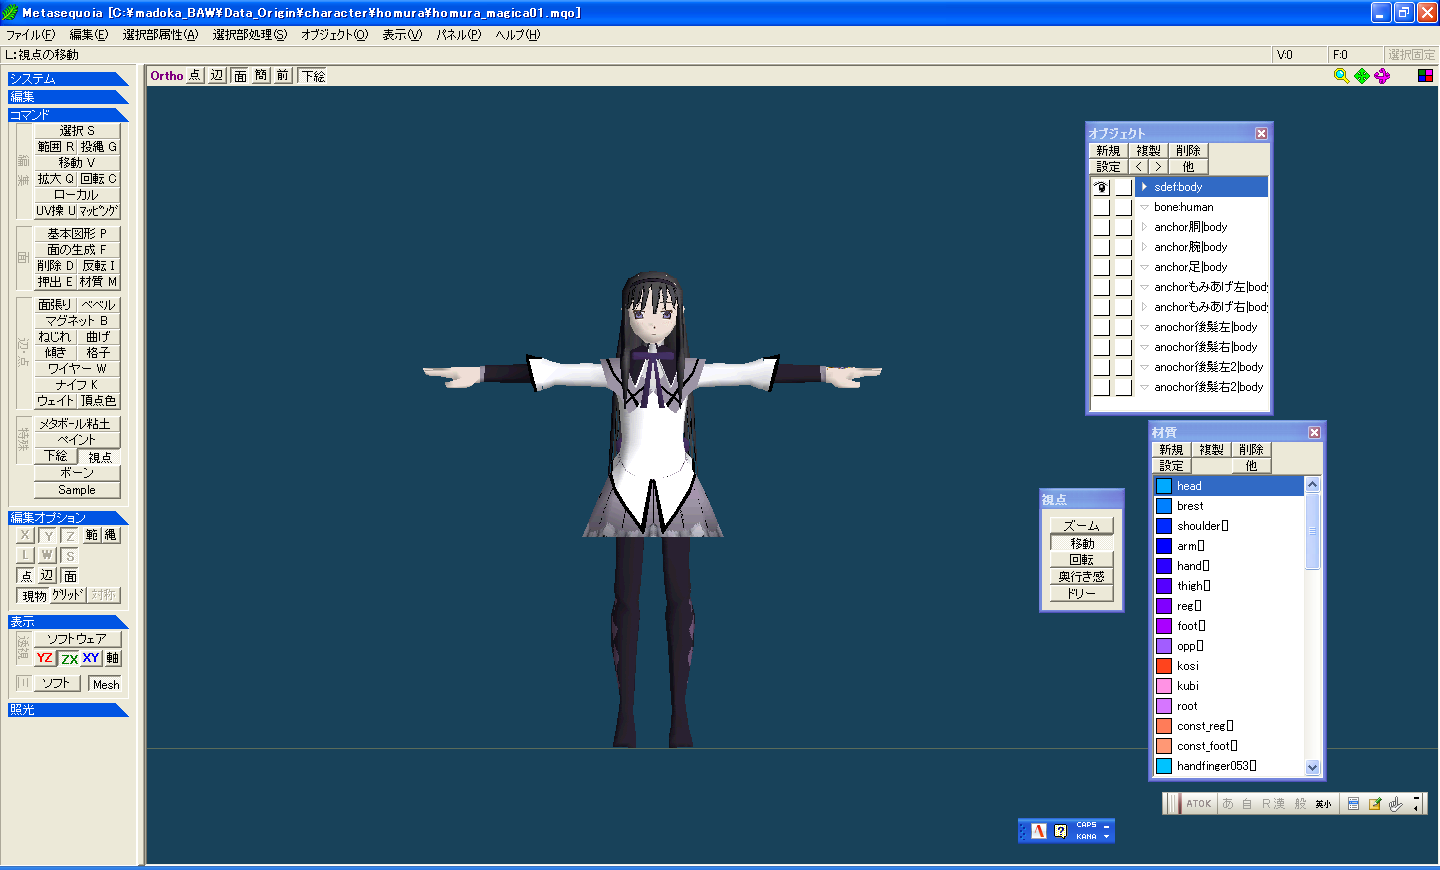 Metasequoia [C:¥madoka_BAW¥Data_Origin¥character¥homura¥homura_magica01.mqo]
ファイル(F) 編集(E) 選択部属性(A) 選択部処理(S) オブジェクト(O) 表示(V) パネル(P) ヘルプ(H)
L:視点の移動 V:0 F:0 選択固定
Ortho 点 辺 面 簡 前 下絵
システム
編集
コマンド
編集
選択 S
範囲 R 投縄 G
移動 V
拡大 Q 回転 C
ローカル
UV操 U マッピング
面
基本図形 P
面の生成 F
削除 D 反転 I
押出 E 材質 M
辺・点
面張り ベベル
マグネット B
ねじれ 曲げ
傾き 格子
ワイヤー W
ナイフ K
ウェイト 頂点色
特殊
メタボール粘土
ペイント
下絵 視点
ボーン
Sample
編集オプション
X Y Z 範 縄
L W S
点 辺 面
現物 グリッド 対称
表示
透視
ソフトウェア
YZ ZX XY 軸
ソフト Mesh
照光
オブジェクト
新規 複製 削除
設定 < > 他
sdef:body
bone:human
anchor胴|body
anchor腕|body
anchor足|body
anchorもみあげ左|body
anchorもみあげ右|body
anochor後髪左|body
anochor後髪右|body
anochor後髪左2|body
anochor後髪右2|body
材質
新規 複製 削除
設定 他
head
brest
shoulder[]
arm[]
hand[]
thigh[]
reg[]
foot[]
opp[]
kosi
kubi
root
const_reg[]
const_foot[]
handfinger053[]
視点
ズーム
移動
回転
奥行き感
ドリー
ATOK あ 自 R漢 般 英小
A ? CAPS
KANA